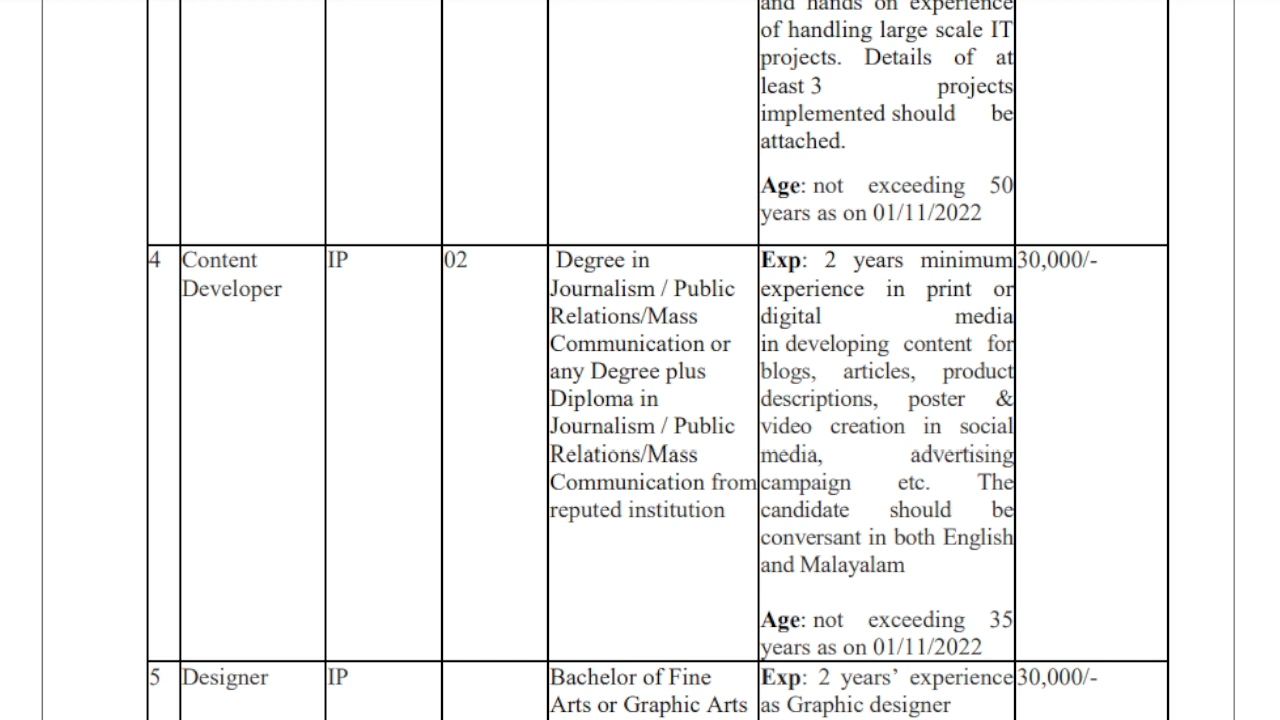 and hands on experience
of handling large scale IT
projects. Details of at
least 3 projects
implemented should be
attached.
Age: not exceeding 50
years as on 01/11/2022
4
Content
Developer
IP
02
Degree in
Journalism / Public
Relations/Mass
Communication or
any Degree plus
Diploma in
Journalism / Public
Relations/Mass
Communication from
reputed institution
Exp: 2 years minimum
experience in print or
digital media
in developing content for
blogs, articles, product
descriptions, poster &
video creation in social
media, advertising
campaign etc. The
candidate should be
conversant in both English
and Malayalam
Age: not exceeding 35
years as on 01/11/2022
30,000/-
5
Designer
IP
Bachelor of Fine
Arts or Graphic Arts
Exp: 2 years’ experience
as Graphic designer
30,000/-